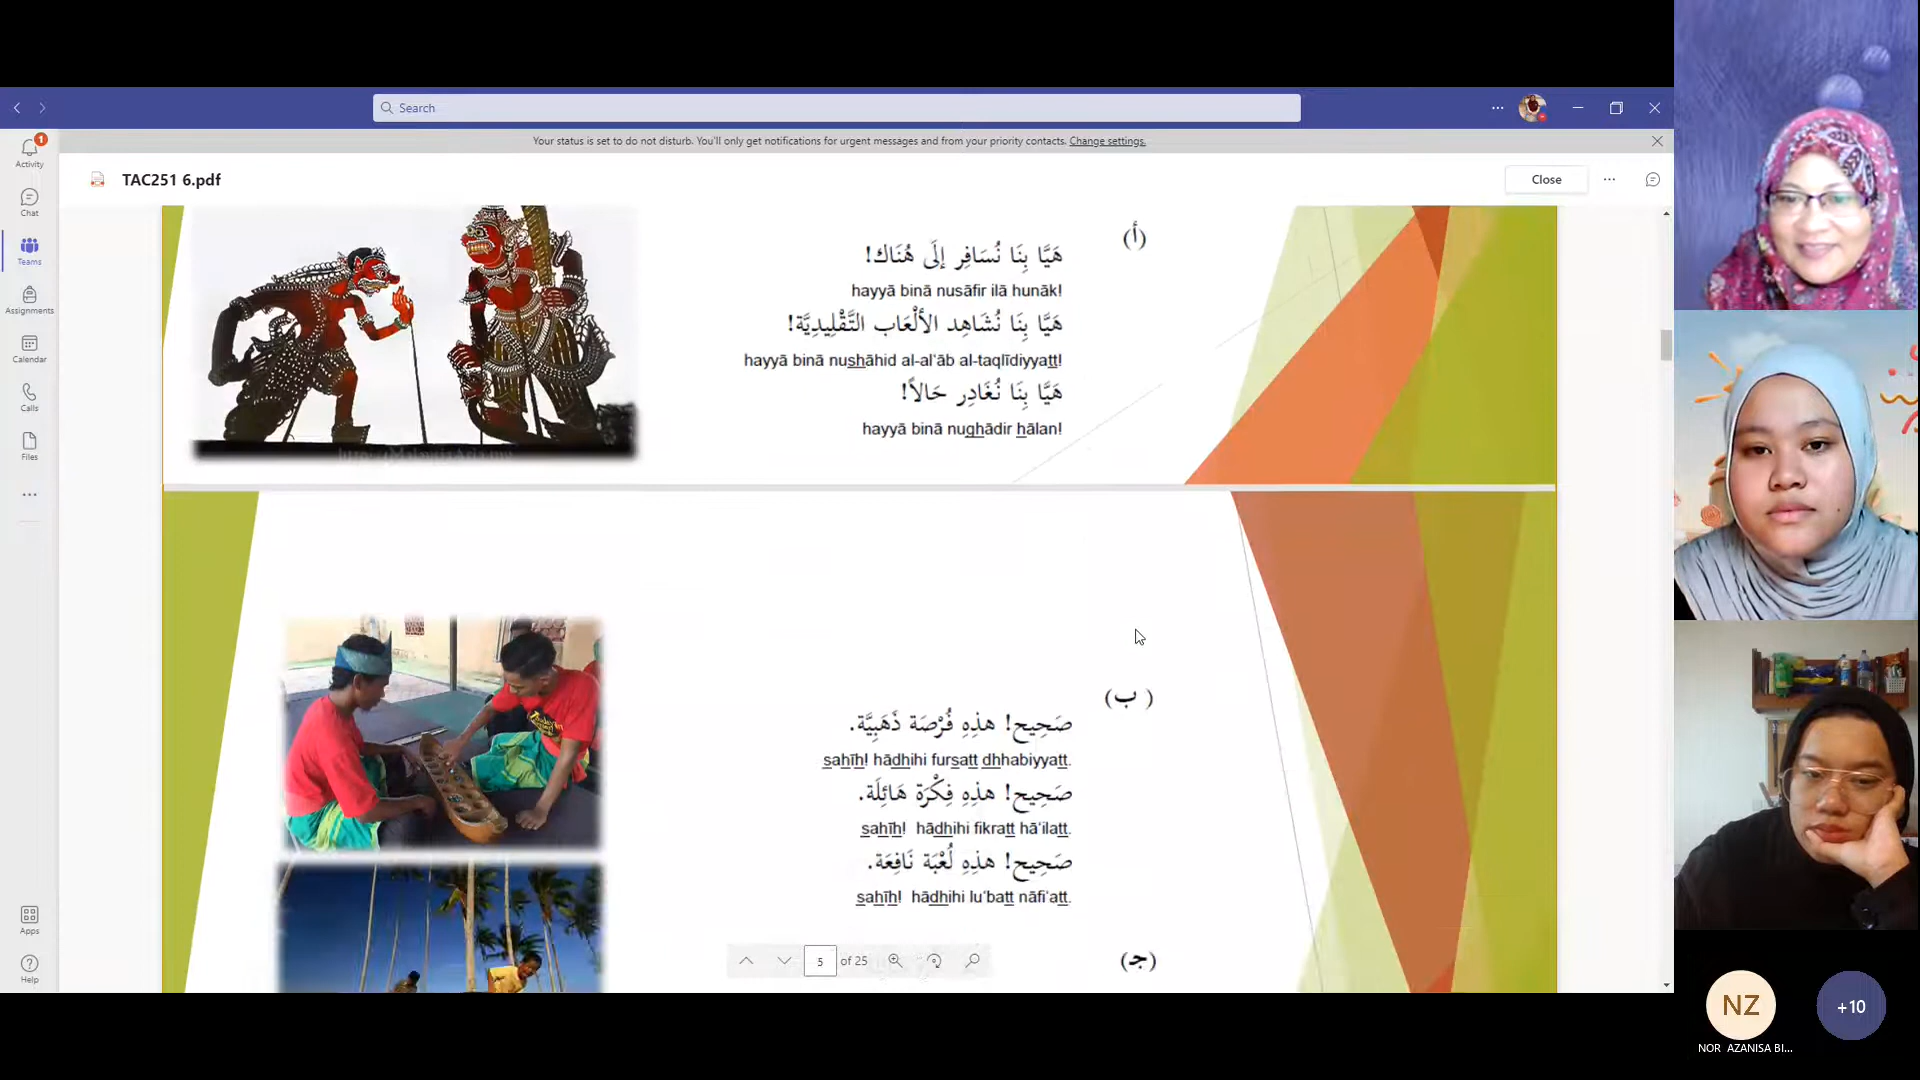 Search
Your status is set to do not disturb. You'll only get notifications for urgent messages and from your priority contacts. Change settings.
1
Activity
Chat
Teams
Assignments
Calendar
Calls
Files
Apps
Help
TAC251 6.pdf
Close
(أ)
هَيَّا بِنَا نُسَافِر إِلَى هُنَاك!
hayyā binā nusāfir ilā hunāk!
هَيَّا بِنَا نُشَاهِد الأَلْعَاب التَّقْلِيدِيَّة!
hayyā binā nushāhid al-al‘āb al-taqlīdiyyatt!
هَيَّا بِنَا نُغَادِر حَالاً!
hayyā binā nughādir hālan!
(ب)
صَحِيح! هذِهِ فُرْصَة ذَهَبِيَّة.
sahīh! hādhihi fursatt dhhabiyyatt.
صَحِيح! هذِهِ فِكْرَة هَائِلَة.
sahīh! hādhihi fikratt hā'ilatt.
صَحِيح! هذِهِ لُعْبَة نَافِعَة.
sahīh! hādhihi lu‘batt nāfi‘att.
(جـ)
5 of 25
NZ
NOR AZANISA BI...
+10